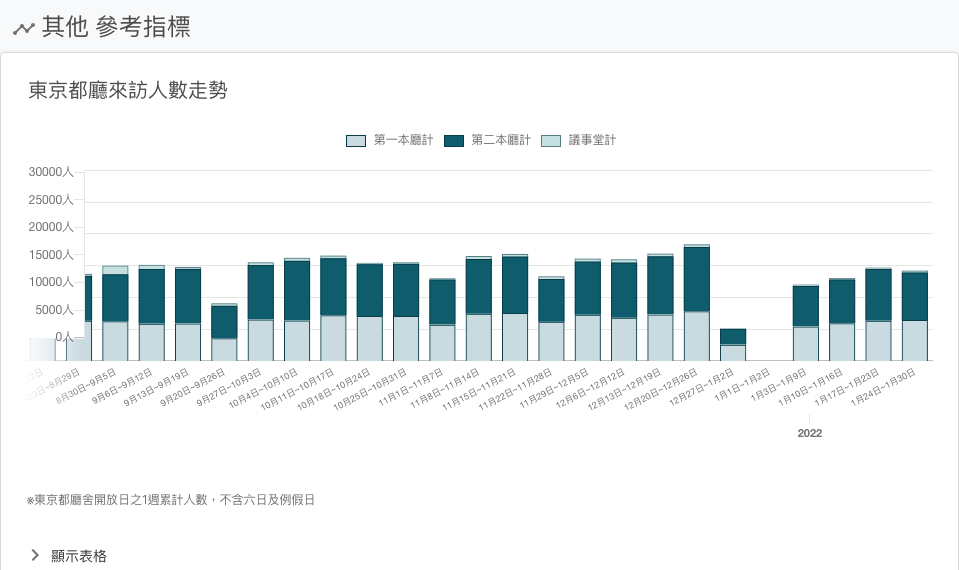 其他 參考指標
東京都廳來訪人數走勢
第一本廳計 第二本廳計 議事堂計
30000人
25000人
20000人
15000人
10000人
5000人
0人
8月30日~9月5日
9月6日~9月12日
9月13日~9月19日
9月20日~9月26日
9月27日~10月3日
10月4日~10月10日
10月11日~10月17日
10月18日~10月24日
10月25日~10月31日
11月1日~11月7日
11月8日~11月14日
11月15日~11月21日
11月22日~11月28日
11月29日~12月5日
12月6日~12月12日
12月13日~12月19日
12月20日~12月26日
12月27日~1月2日
1月1日~1月2日
1月3日~1月9日
1月10日~1月16日
1月17日~1月23日
1月24日~1月30日
2022
※東京都廳舍開放日之1週累計人數，不含六日及例假日
顯示表格